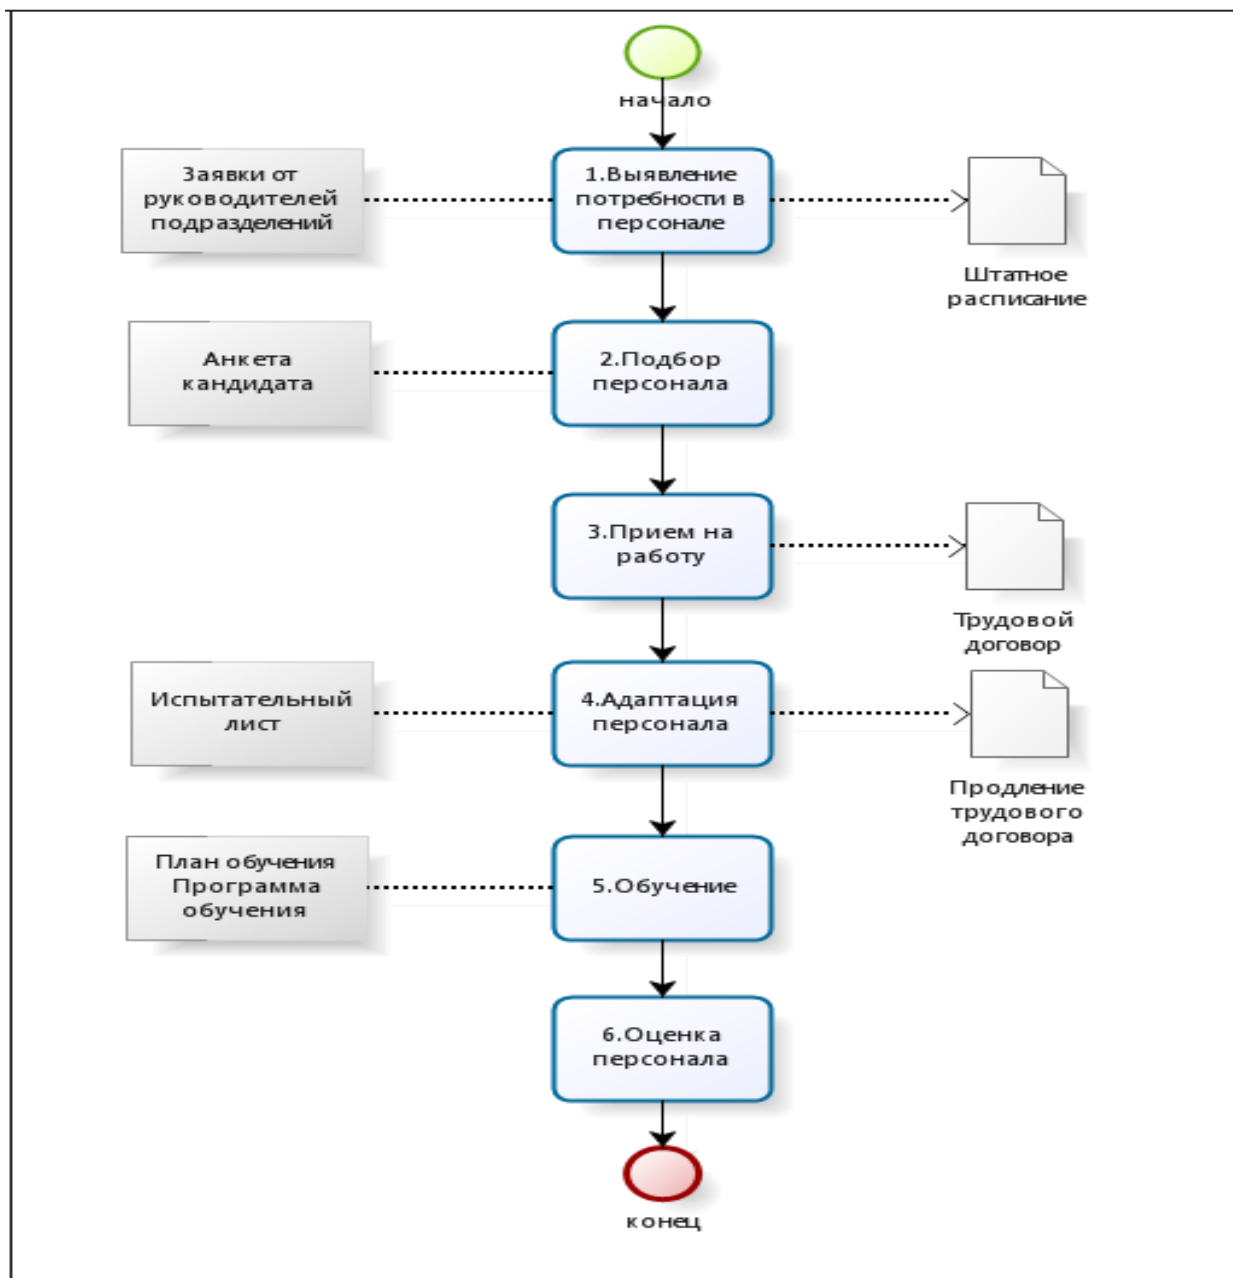 начало
Заявки от
руководителей
подразделений
1.Выявление
потребности в
персонале
Штатное
расписание
Анкета
кандидата
2.Подбор
персонала
3.Прием на
работу
Трудовой
договор
Испытательный
лист
4.Адаптация
персонала
Продление
трудового
договора
План обучения
Программа
обучения
5.Обучение
6.Оценка
персонала
конец